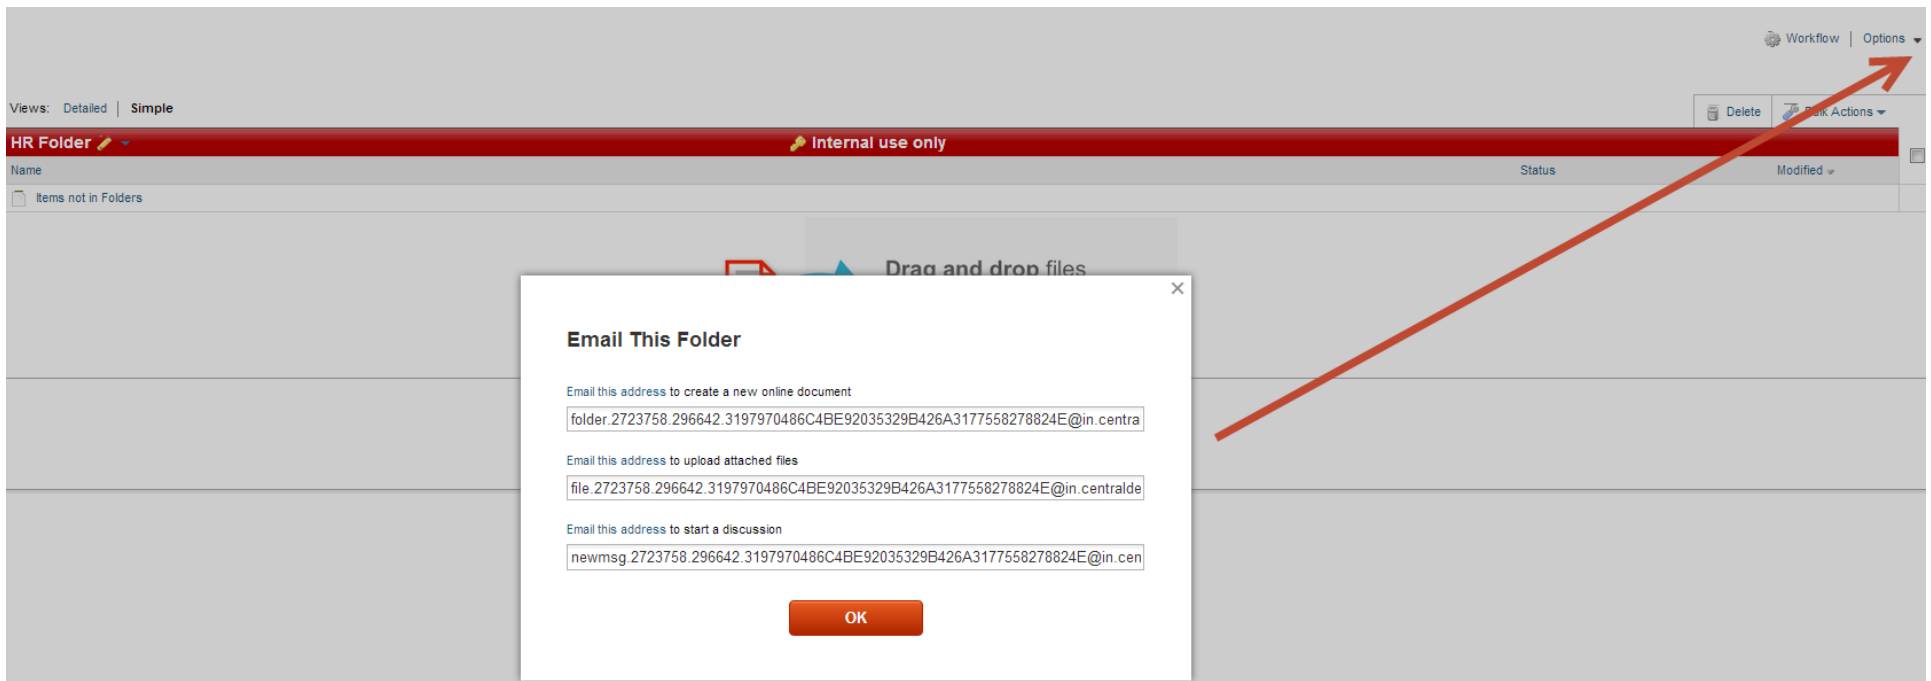 Workflow | Options
Views: Detailed | Simple
Delete Bulk Actions
HR Folder Internal use only
Name Status Modified
Items not in Folders
Drag and drop files
Email This Folder
Email this address to create a new online document
folder.2723758.296642.3197970486C4BE92035329B426A3177558278824E@in.centra
Email this address to upload attached files
file.2723758.296642.3197970486C4BE92035329B426A3177558278824E@in.centralde
Email this address to start a discussion
newmsg.2723758.296642.3197970486C4BE92035329B426A3177558278824E@in.cen
OK